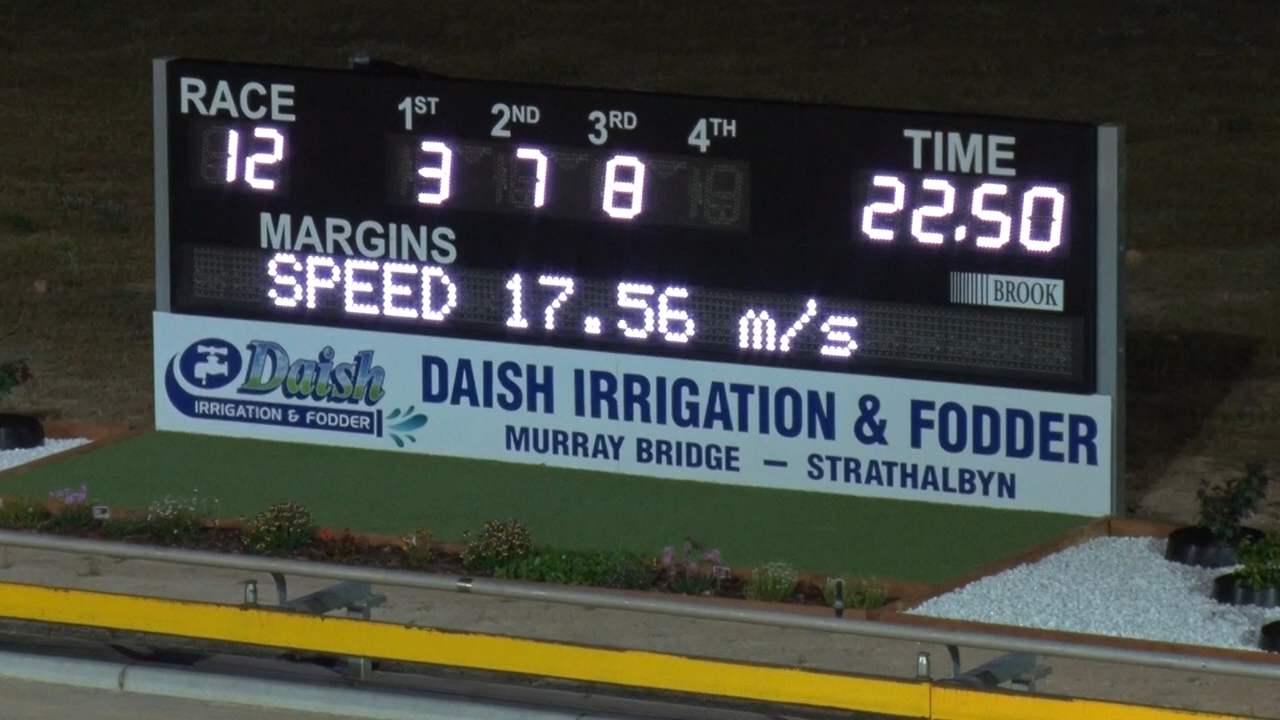 RACE 1ST 2ND 3RD 4TH TIME
12 3 7 8 22.50
MARGINS
SPEED 17.56 m/s
BROOK
Daish
IRRIGATION & FODDER
DAISH IRRIGATION & FODDER
MURRAY BRIDGE – STRATHALBYN